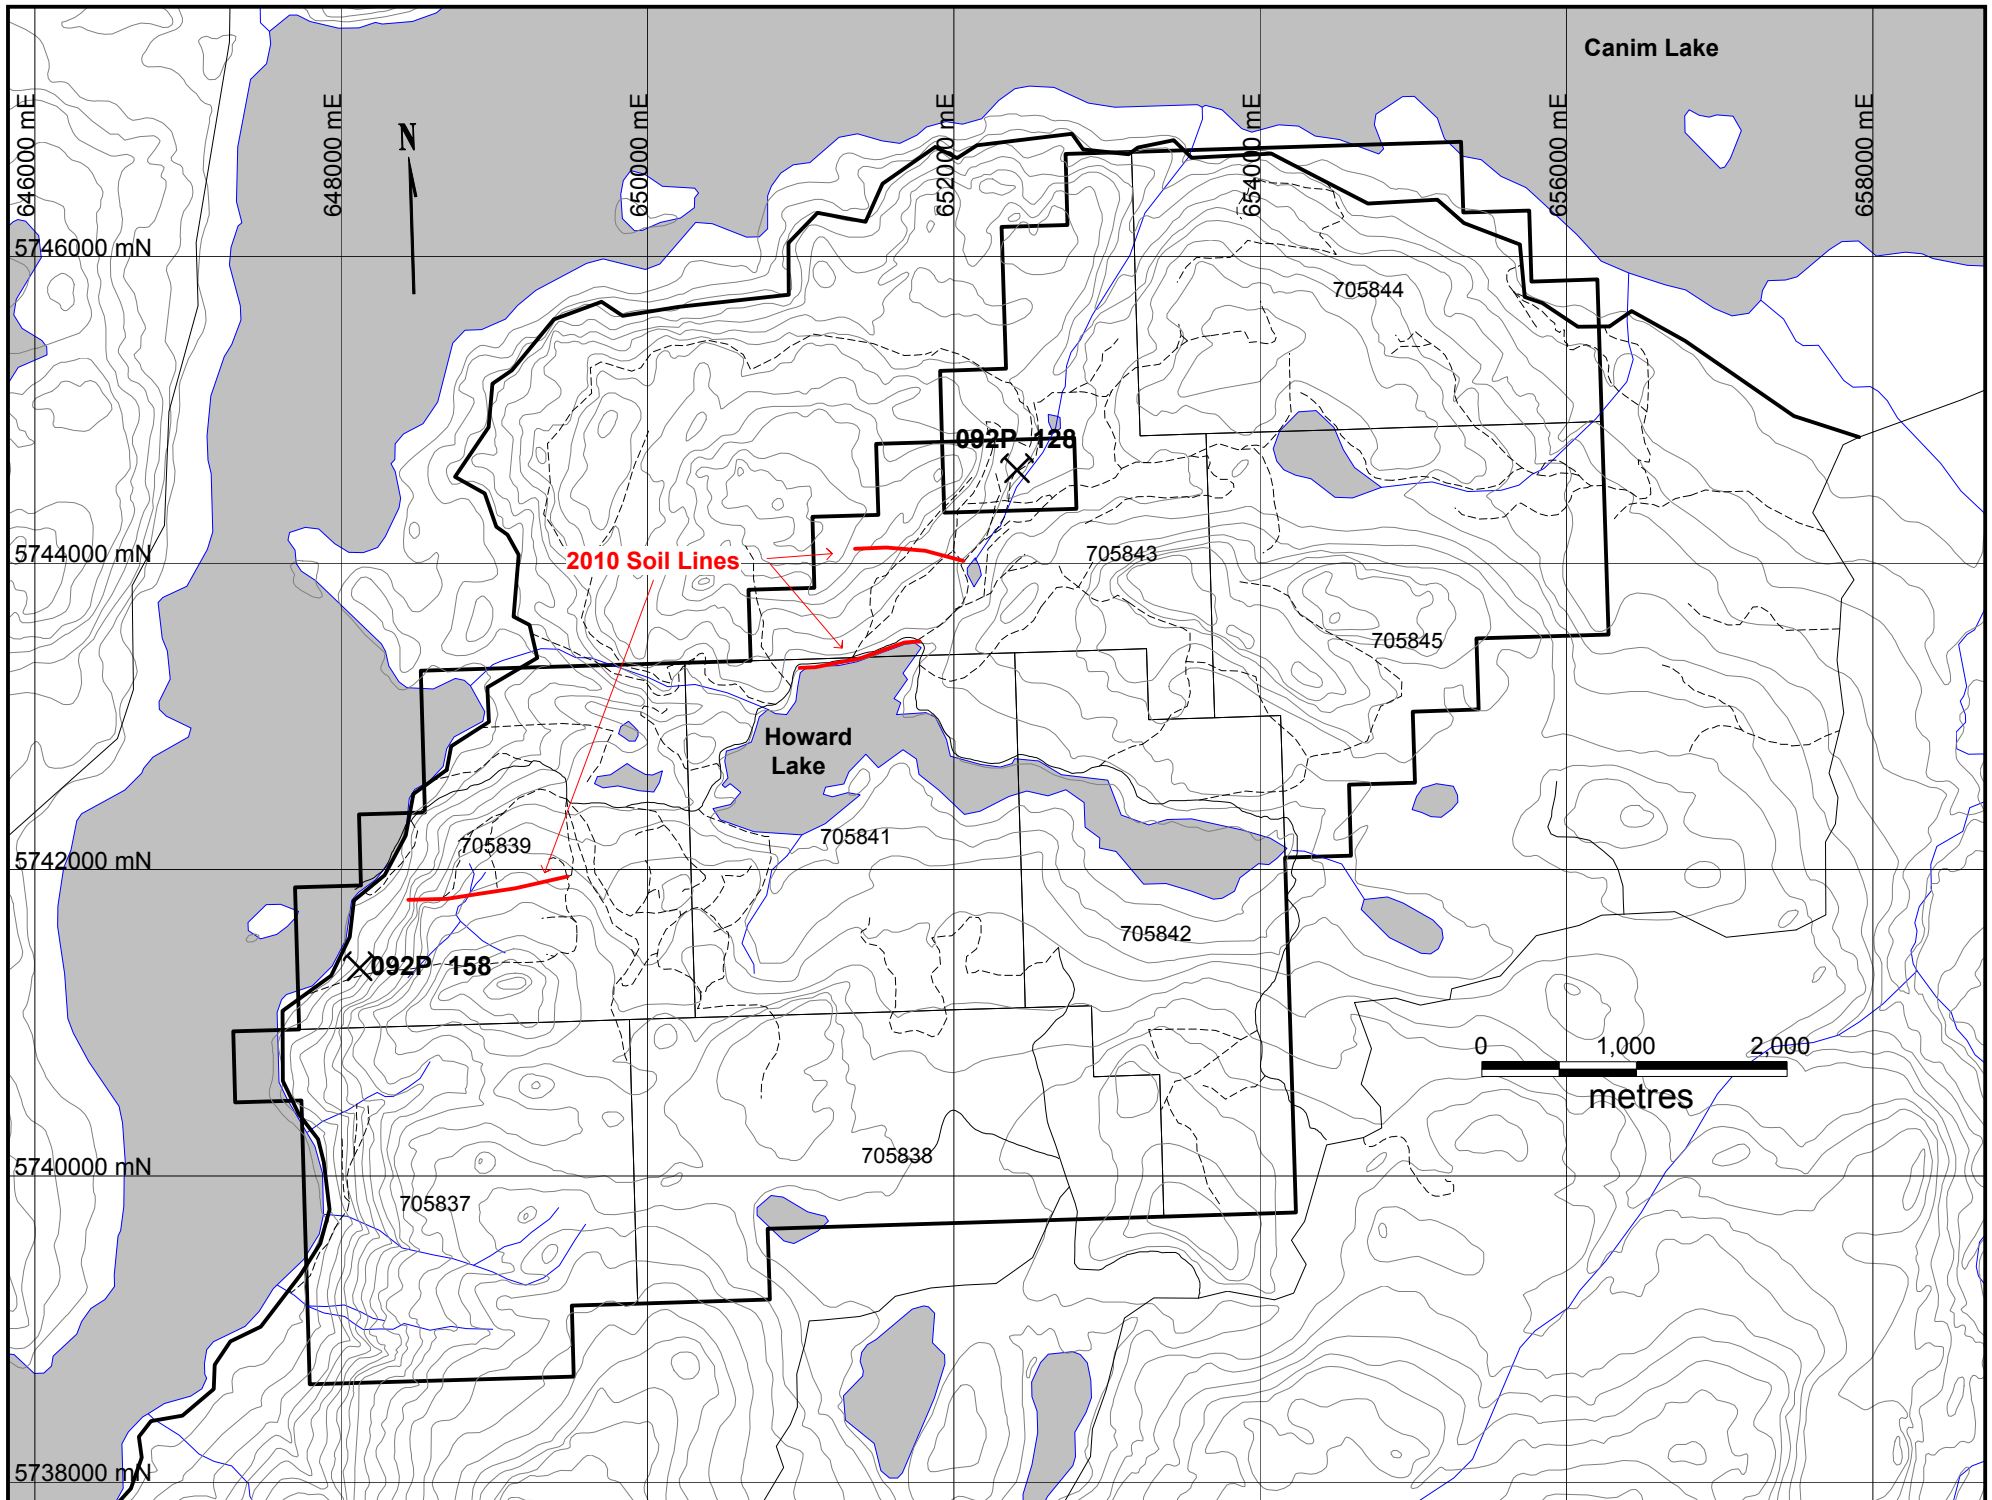 Canim Lake
646000 mE
648000 mE
650000 mE
652000 mE
654000 mE
656000 mE
658000 mE
N
5746000 mN
705844
092P 128
5744000 mN
2010 Soil Lines
705843
705845
Howard
Lake
705839
705841
5742000 mN
705842
092P 158
0 1,000 2,000
metres
705838
5740000 mN
705837
5738000 mN